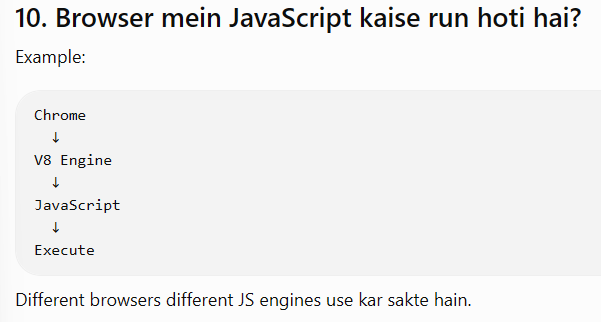 10. Browser mein JavaScript kaise run hoti hai?
Example:
Chrome
↓
V8 Engine
↓
JavaScript
↓
Execute
Different browsers different JS engines use kar sakte hain.